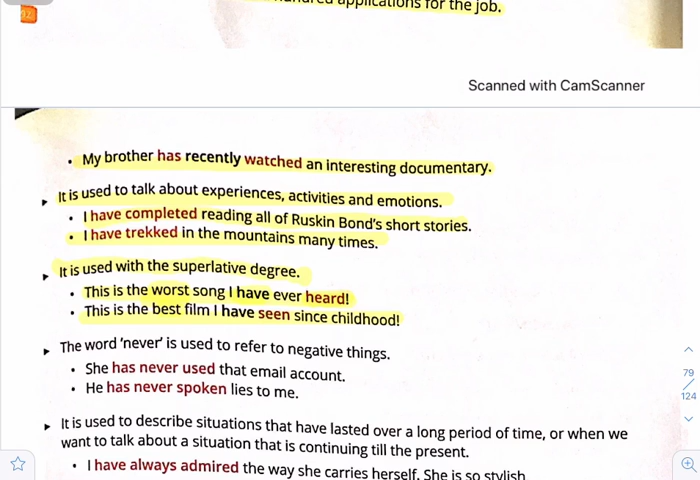 applications for the job.
Scanned with CamScanner
• My brother has recently watched an interesting documentary.
► It is used to talk about experiences, activities and emotions.
• I have completed reading all of Ruskin Bond's short stories.
• I have trekked in the mountains many times.
► It is used with the superlative degree.
• This is the worst song I have ever heard!
• This is the best film I have seen since childhood!
► The word 'never' is used to refer to negative things.
• She has never used that email account.
• He has never spoken lies to me.
► It is used to describe situations that have lasted over a long period of time, or when we
want to talk about a situation that is continuing till the present.
• I have always admired the way she carries herself. She is so stylish
79
124